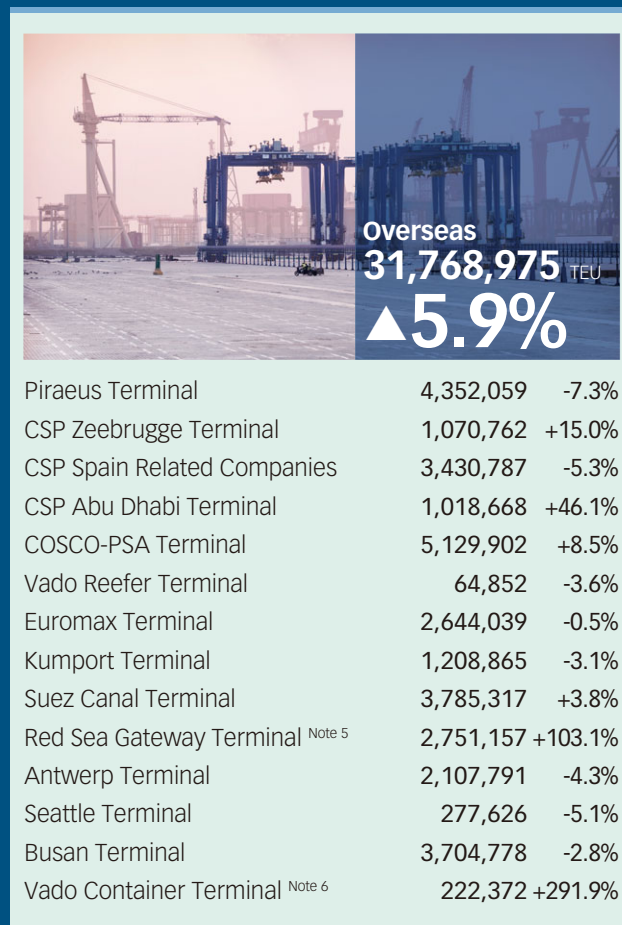 Overseas
31,768,975 TEU
▲5.9%
Piraeus Terminal 4,352,059 -7.3%
CSP Zeebrugge Terminal 1,070,762 +15.0%
CSP Spain Related Companies 3,430,787 -5.3%
CSP Abu Dhabi Terminal 1,018,668 +46.1%
COSCO-PSA Terminal 5,129,902 +8.5%
Vado Reefer Terminal 64,852 -3.6%
Euromax Terminal 2,644,039 -0.5%
Kumport Terminal 1,208,865 -3.1%
Suez Canal Terminal 3,785,317 +3.8%
Red Sea Gateway Terminal Note 5 2,751,157 +103.1%
Antwerp Terminal 2,107,791 -4.3%
Seattle Terminal 277,626 -5.1%
Busan Terminal 3,704,778 -2.8%
Vado Container Terminal Note 6 222,372 +291.9%